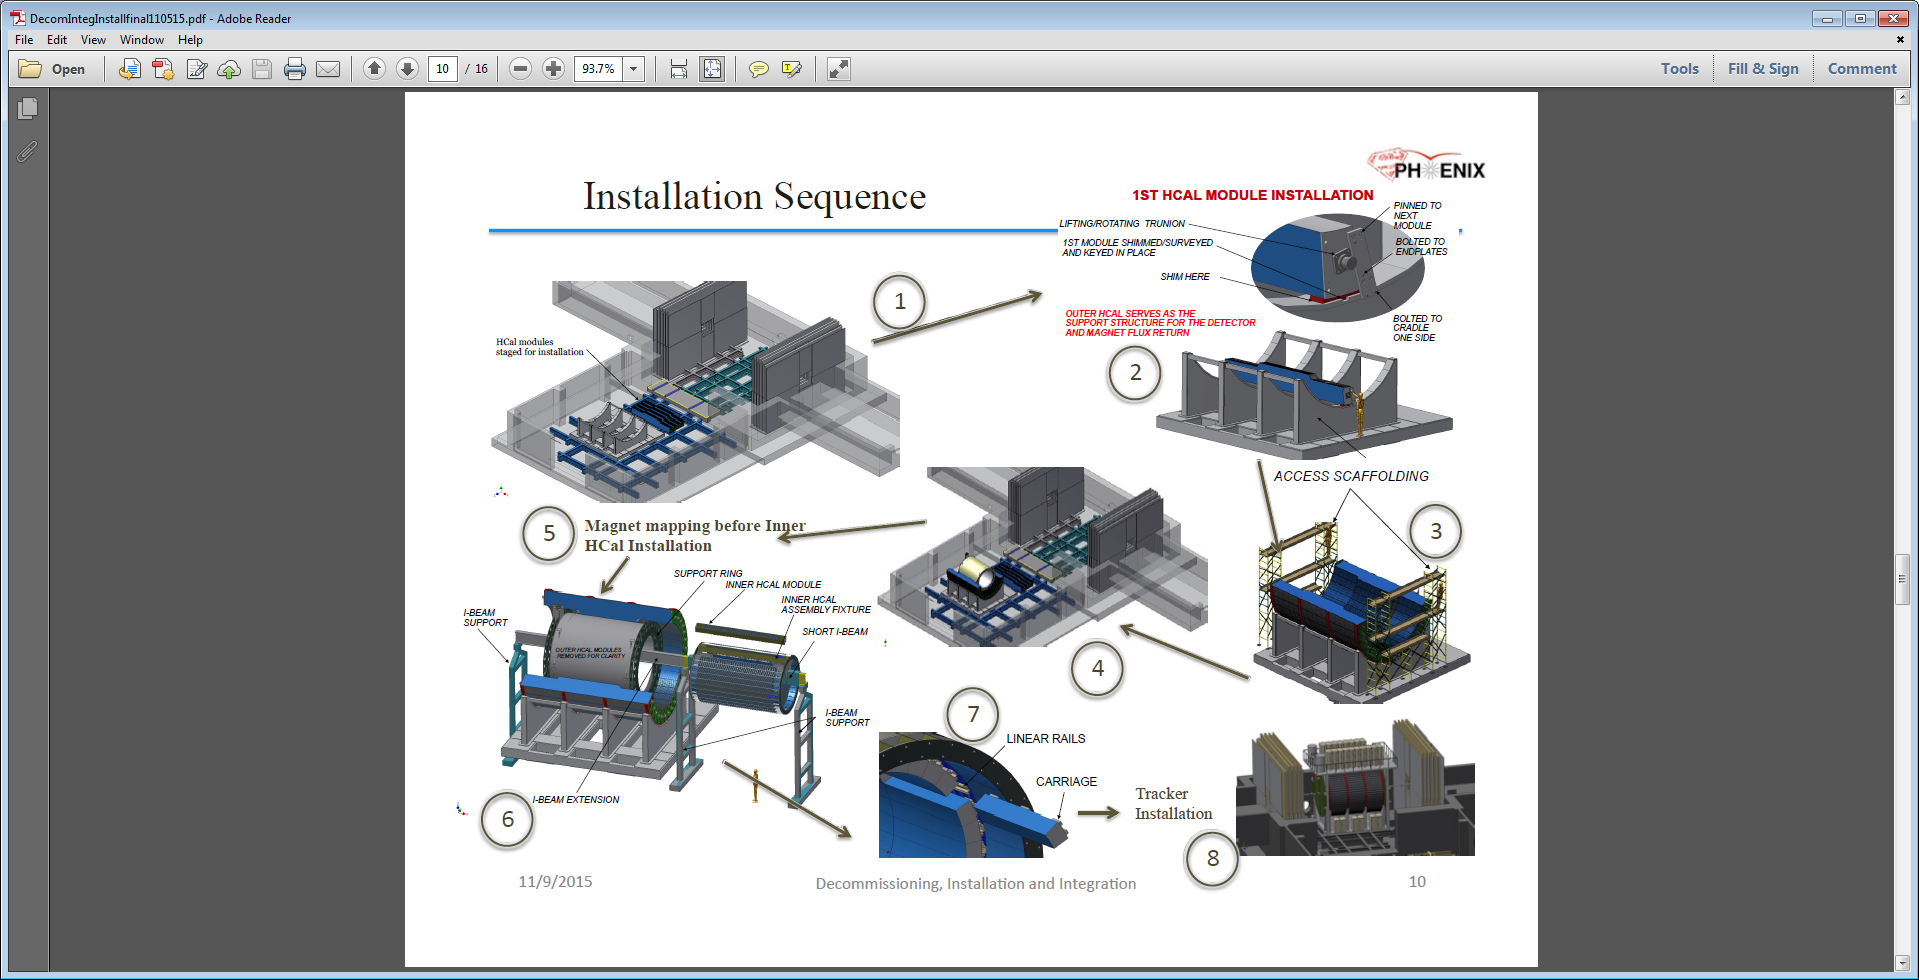 DecomIntegInstallfinal110515.pdf - Adobe Reader
File Edit View Window Help
Open 10 / 16 93.7% Tools Fill & Sign Comment
PHENIX
Installation Sequence
1ST HCAL MODULE INSTALLATION
LIFTING/ROTATING TRUNION
1ST MODULE SHIMMED/SURVEYED
AND KEYED IN PLACE
SHIM HERE
PINNED TO
NEXT
MODULE
BOLTED TO
ENDPLATES
BOLTED TO
CRADLE
ONE SIDE
OUTER HCAL SERVES AS THE
SUPPORT STRUCTURE FOR THE DETECTOR
AND MAGNET FLUX RETURN
1
HCal modules
staged for installation
2
ACCESS SCAFFOLDING
3
4
5
Magnet mapping before Inner
HCal Installation
SUPPORT RING
INNER HCAL MODULE
INNER HCAL
ASSEMBLY FIXTURE
SHORT I-BEAM
I-BEAM
SUPPORT
OUTER HCAL MODULES
REMOVED FOR CLARITY
I-BEAM
SUPPORT
I-BEAM EXTENSION
6
7
LINEAR RAILS
CARRIAGE
Tracker
Installation
8
11/9/2015
Decommissioning, Installation and Integration
10